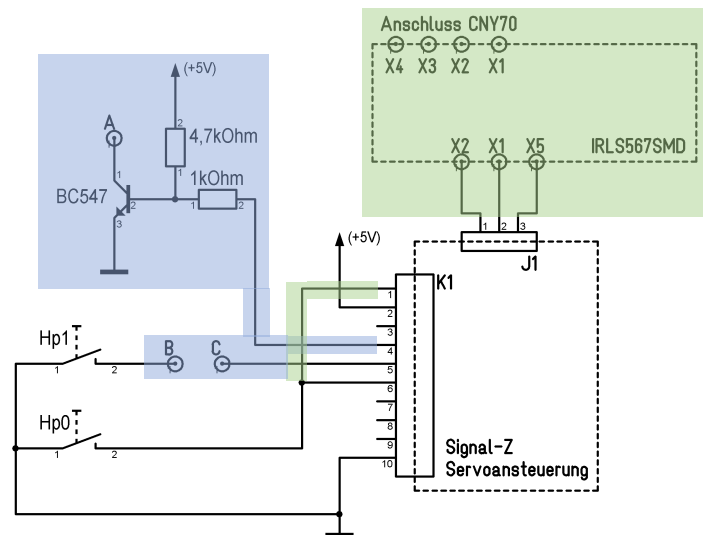 Anschluss CNY70
X4 X3 X2 X1
(+5V)
A
2
4,7kOhm
1
1kOhm
1
BC547
2
1
2
3
X2 X1 X5
IRLS567SMD
1 2 3
J1
(+5V)
K1
1
2
3
4
5
6
7
8
9
10
Hp1
1
2
B
C
Hp0
1
2
Signal-Z
Servoansteuerung